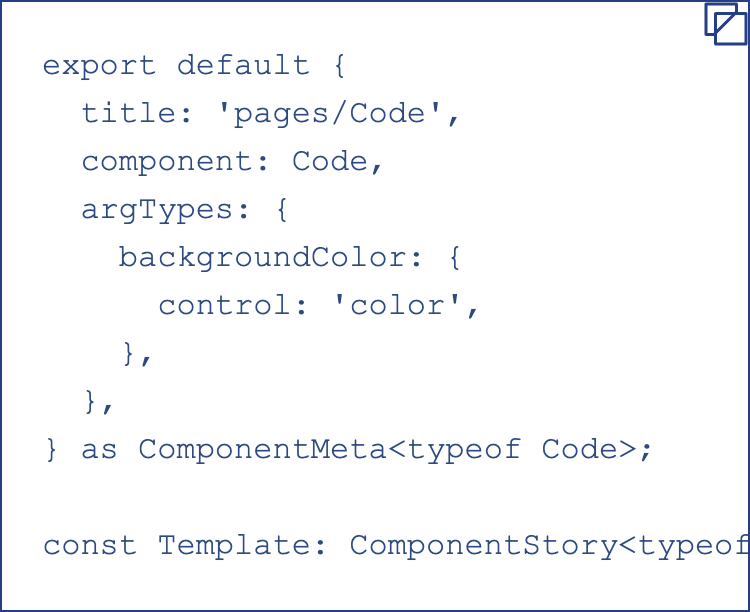 export default {
  title: 'pages/Code',
  component: Code,
  argTypes: {
    backgroundColor: {
      control: 'color',
    },
  },
} as ComponentMeta<typeof Code>;

const Template: ComponentStory<typeof